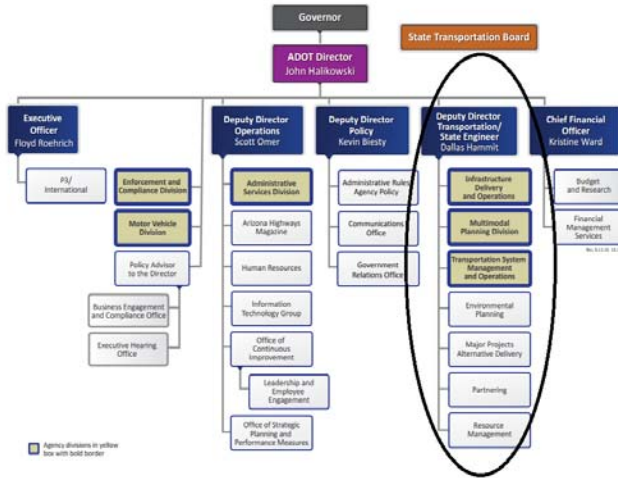 Governor
State Transportation Board
ADOT Director
John Halikowski
Executive
Officer
Floyd Roehrich
Deputy Director
Operations
Scott Omer
Deputy Director
Policy
Kevin Biesty
Deputy Director
Transportation/
State Engineer
Dallas Hammit
Chief Financial
Officer
Kristine Ward
P3/
International
Enforcement and
Compliance Division
Motor Vehicle
Division
Policy Advisor
to the Director
Business Engagement
and Compliance Office
Executive Hearing
Office
Administrative
Services Division
Arizona Highways
Magazine
Human Resources
Information
Technology Group
Office of
Continuous Improvement
Leadership and
Employee
Engagement
Office of Strategic
Planning and
Performance Measures
Administrative Rules
Agency Policy
Communications
Office
Government
Relations Office
Infrastructure
Delivery
and Operations
Multimodal
Planning Division
Transportation System
Management
and Operations
Environmental
Planning
Major Projects
Alternative Delivery
Partnering
Resource
Management
Budget
and Research
Financial
Management
Services
Agency divisions in yellow
box with bold border